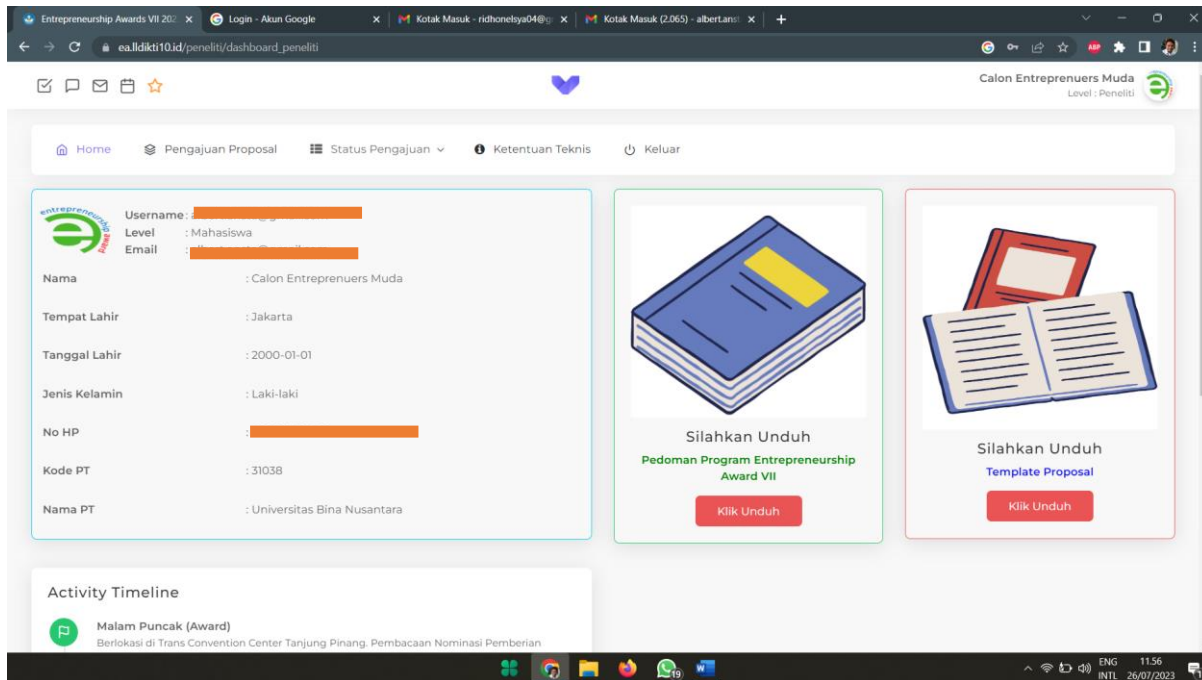 Entrepreneurship Awards VII 202
Login - Akun Google
Kotak Masuk - ridhonelsya04@g
Kotak Masuk (2.065) - albert.ans
ea.lldikti10.id/peneliti/dashboard_peneliti
ABP
Calon Entreprenuers Muda
Level : Peneliti
Home
Pengajuan Proposal
Status Pengajuan
Ketentuan Teknis
Keluar
entrepreneurship award
Username :
Level : Mahasiswa
Email :
Nama : Calon Entreprenuers Muda
Tempat Lahir : Jakarta
Tanggal Lahir : 2000-01-01
Jenis Kelamin : Laki-laki
No HP :
Kode PT : 31038
Nama PT : Universitas Bina Nusantara
Silahkan Unduh
Pedoman Program Entrepreneurship
Award VII
Klik Unduh
Silahkan Unduh
Template Proposal
Klik Unduh
Activity Timeline
Malam Puncak (Award)
Berlokasi di Trans Convention Center Tanjung Pinang. Pembacaan Nominasi Pemberian
19
ENG
INTL
11.56
26/07/2023